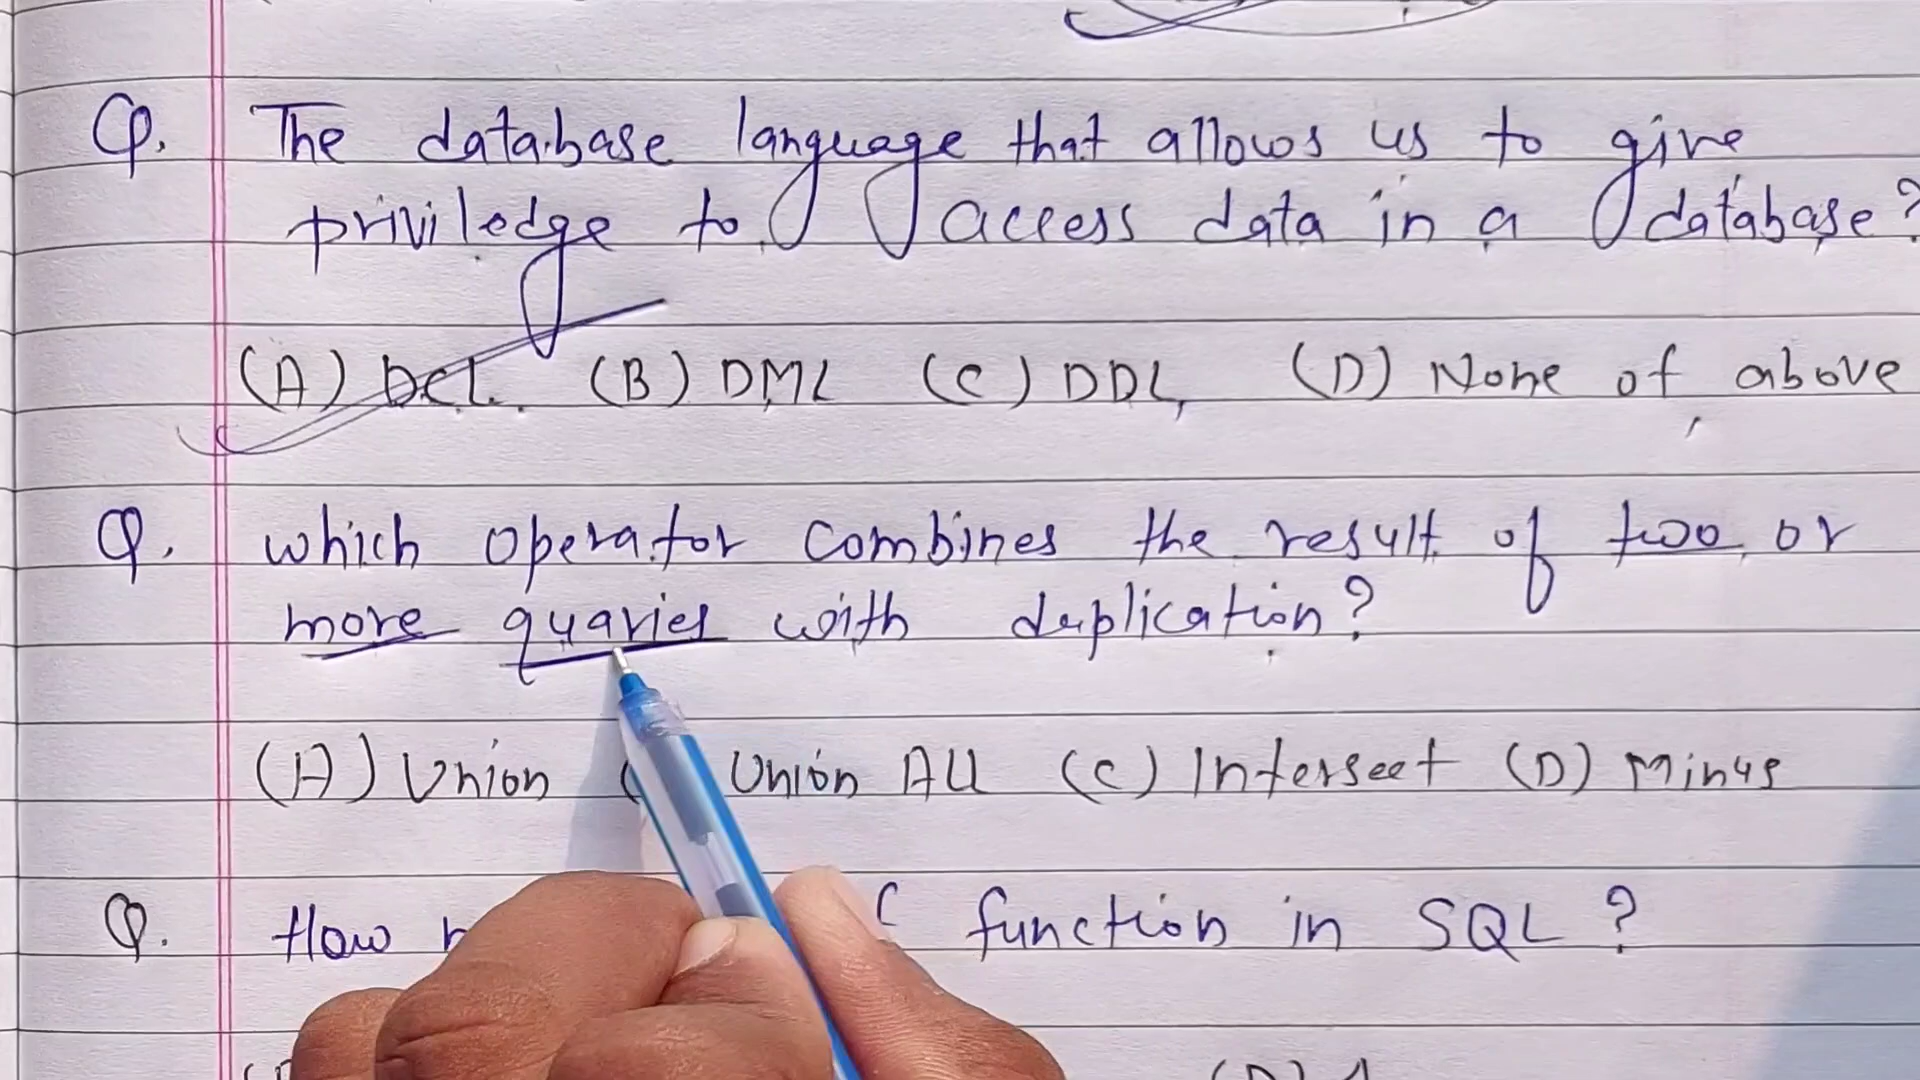 Q. The database language that allows us to give
priviledge to access data in a database?
(A) DCL (B) DML (C) DDL (D) None of above
Q. which operator combines the result of two or
more quaries with duplication?
(A) Union ( Union All (C) Intersect (D) Minus
Q. How function in SQL ?
(D)